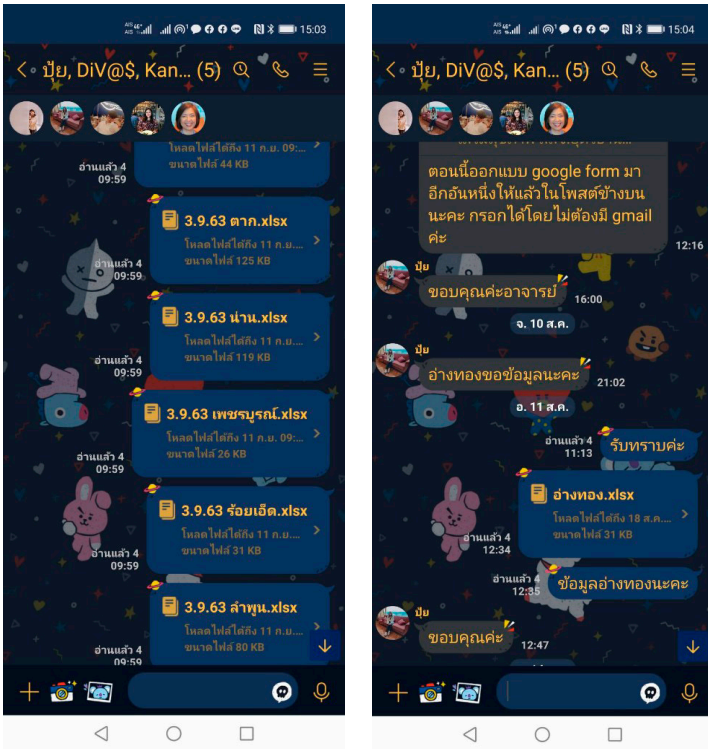 15:03
ปุ้ย, DiV@$, Kan... (5)
โหลดไฟล์ได้ถึง 11 ก.ย. 09:...
ขนาดไฟล์ 44 KB
อ่านแล้ว 4
09:59
3.9.63 ตาก.xlsx
โหลดไฟล์ได้ถึง 11 ก.ย....
ขนาดไฟล์ 125 KB
อ่านแล้ว 4
09:59
3.9.63 น่าน.xlsx
โหลดไฟล์ได้ถึง 11 ก.ย....
ขนาดไฟล์ 119 KB
อ่านแล้ว 4
09:59
3.9.63 เพชรบูรณ์.xlsx
โหลดไฟล์ได้ถึง 11 ก.ย. 09:...
ขนาดไฟล์ 26 KB
อ่านแล้ว 4
09:59
3.9.63 ร้อยเอ็ด.xlsx
โหลดไฟล์ได้ถึง 11 ก.ย....
ขนาดไฟล์ 31 KB
อ่านแล้ว 4
09:59
3.9.63 ลำพูน.xlsx
โหลดไฟล์ได้ถึง 11 ก.ย....
ขนาดไฟล์ 80 KB
อ่านแล้ว 4
09:59
15:04
ปุ้ย, DiV@$, Kan... (5)
ตอนนี้ออกแบบ google form มา
อีกอันหนึ่งให้แล้วในโพสต์ข้างบน
นะคะ กรอกได้โดยไม่ต้องมี gmail
ค่ะ
12:16
ปุ้ย
ขอบคุณค่ะอาจารย์
16:00
จ. 10 ส.ค.
ปุ้ย
อ่างทองขอข้อมูลนะคะ
21:02
อ. 11 ส.ค.
อ่านแล้ว 4
11:13
รับทราบค่ะ
อ่างทอง.xlsx
โหลดไฟล์ได้ถึง 18 ส.ค....
ขนาดไฟล์ 31 KB
อ่านแล้ว 4
12:34
อ่านแล้ว 4
12:35
ข้อมูลอ่างทองนะคะ
ปุ้ย
ขอบคุณค่ะ
12:47